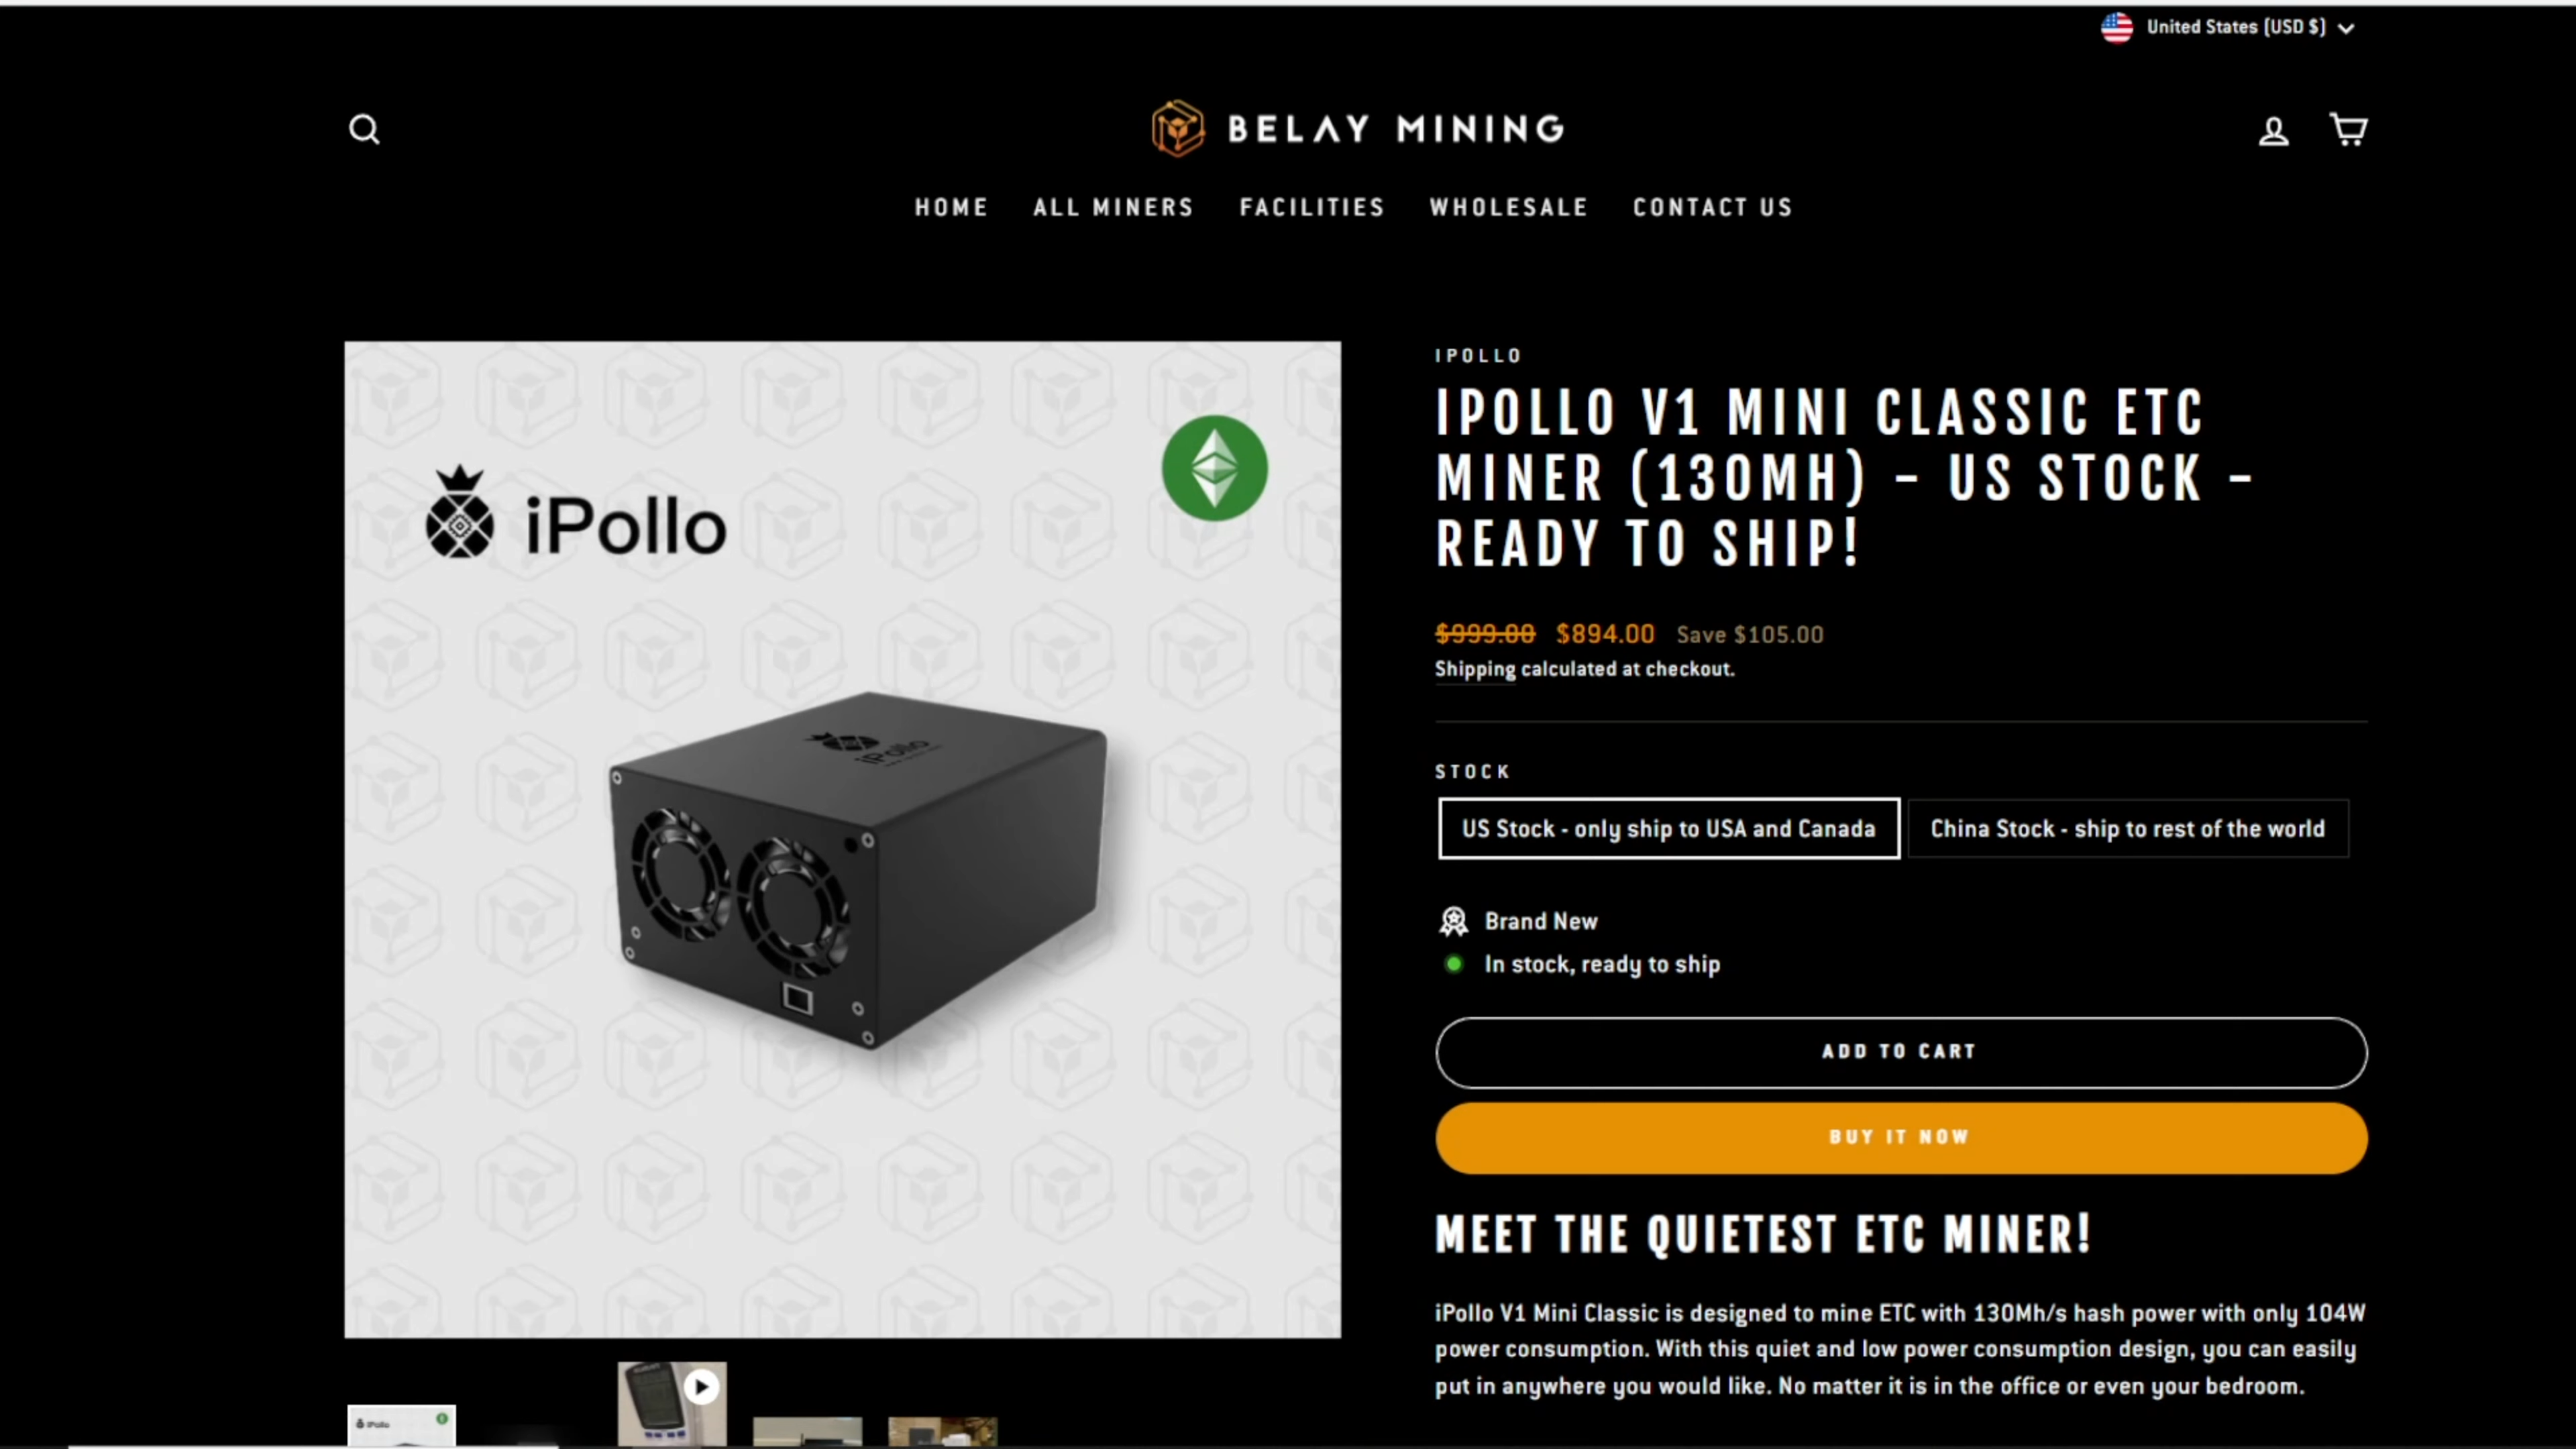 United States (USD $)
BELAY MINING
HOME ALL MINERS FACILITIES WHOLESALE CONTACT US
iPollo
iPollo
IPOLLO
IPOLLO V1 MINI CLASSIC ETC
MINER (130MH) - US STOCK -
READY TO SHIP!
$999.00 $894.00 Save $105.00
Shipping calculated at checkout.
STOCK
US Stock - only ship to USA and Canada
China Stock - ship to rest of the world
Brand New
In stock, ready to ship
ADD TO CART
BUY IT NOW
MEET THE QUIETEST ETC MINER!
iPollo V1 Mini Classic is designed to mine ETC with 130Mh/s hash power with only 104W
power consumption. With this quiet and low power consumption design, you can easily
put in anywhere you would like. No matter it is in the office or even your bedroom.
iPollo